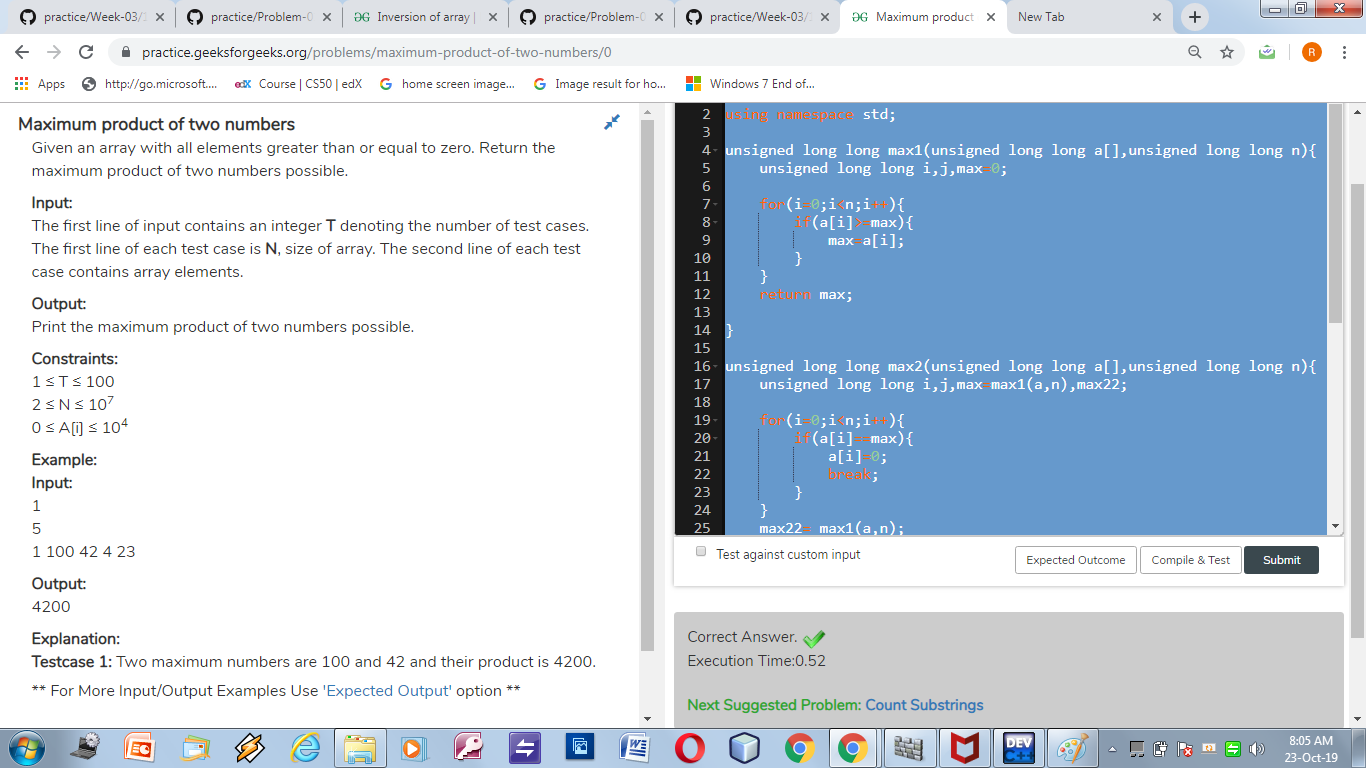 practice/Week-03/
practice/Problem-0
Inversion of array |
practice/Problem-0
practice/Week-03/
Maximum product
New Tab
practice.geeksforgeeks.org/problems/maximum-product-of-two-numbers/0
R
Apps
http://go.microsoft....
edX
Course | CS50 | edX
home screen image...
Image result for ho...
Windows 7 End of...
Maximum product of two numbers
Given an array with all elements greater than or equal to zero. Return the
maximum product of two numbers possible.
Input:
The first line of input contains an integer T denoting the number of test cases.
The first line of each test case is N, size of array. The second line of each test
case contains array elements.
Output:
Print the maximum product of two numbers possible.
Constraints:
1 ≤ T ≤ 100
2 ≤ N ≤ 10^7
0 ≤ A[i] ≤ 10^4
Example:
Input:
1
5
1 100 42 4 23
Output:
4200
Explanation:
Testcase 1: Two maximum numbers are 100 and 42 and their product is 4200.
** For More Input/Output Examples Use 'Expected Output' option **
2 using namespace std;
3
4 unsigned long long max1(unsigned long long a[],unsigned long long n){
5 unsigned long long i,j,max=0;
6
7 for(i=0;i<n;i++){
8 if(a[i]>=max){
9 max=a[i];
10 }
11 }
12 return max;
13
14 }
15
16 unsigned long long max2(unsigned long long a[],unsigned long long n){
17 unsigned long long i,j,max=max1(a,n),max22;
18
19 for(i=0;i<n;i++){
20 if(a[i]==max){
21 a[i]=0;
22 break;
23 }
24 }
25 max22= max1(a,n);
Test against custom input
Expected Outcome
Compile & Test
Submit
Correct Answer.
Execution Time:0.52
Next Suggested Problem: Count Substrings
DEV
8:05 AM
23-Oct-19